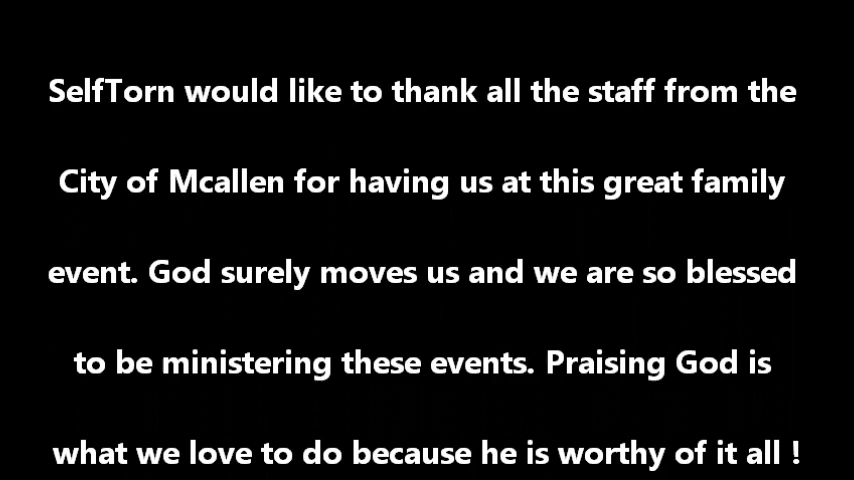 SelfTorn would like to thank all the staff from the
City of Mcallen for having us at this great family
event. God surely moves us and we are so blessed
to be ministering these events. Praising God is
what we love to do because he is worthy of it all !